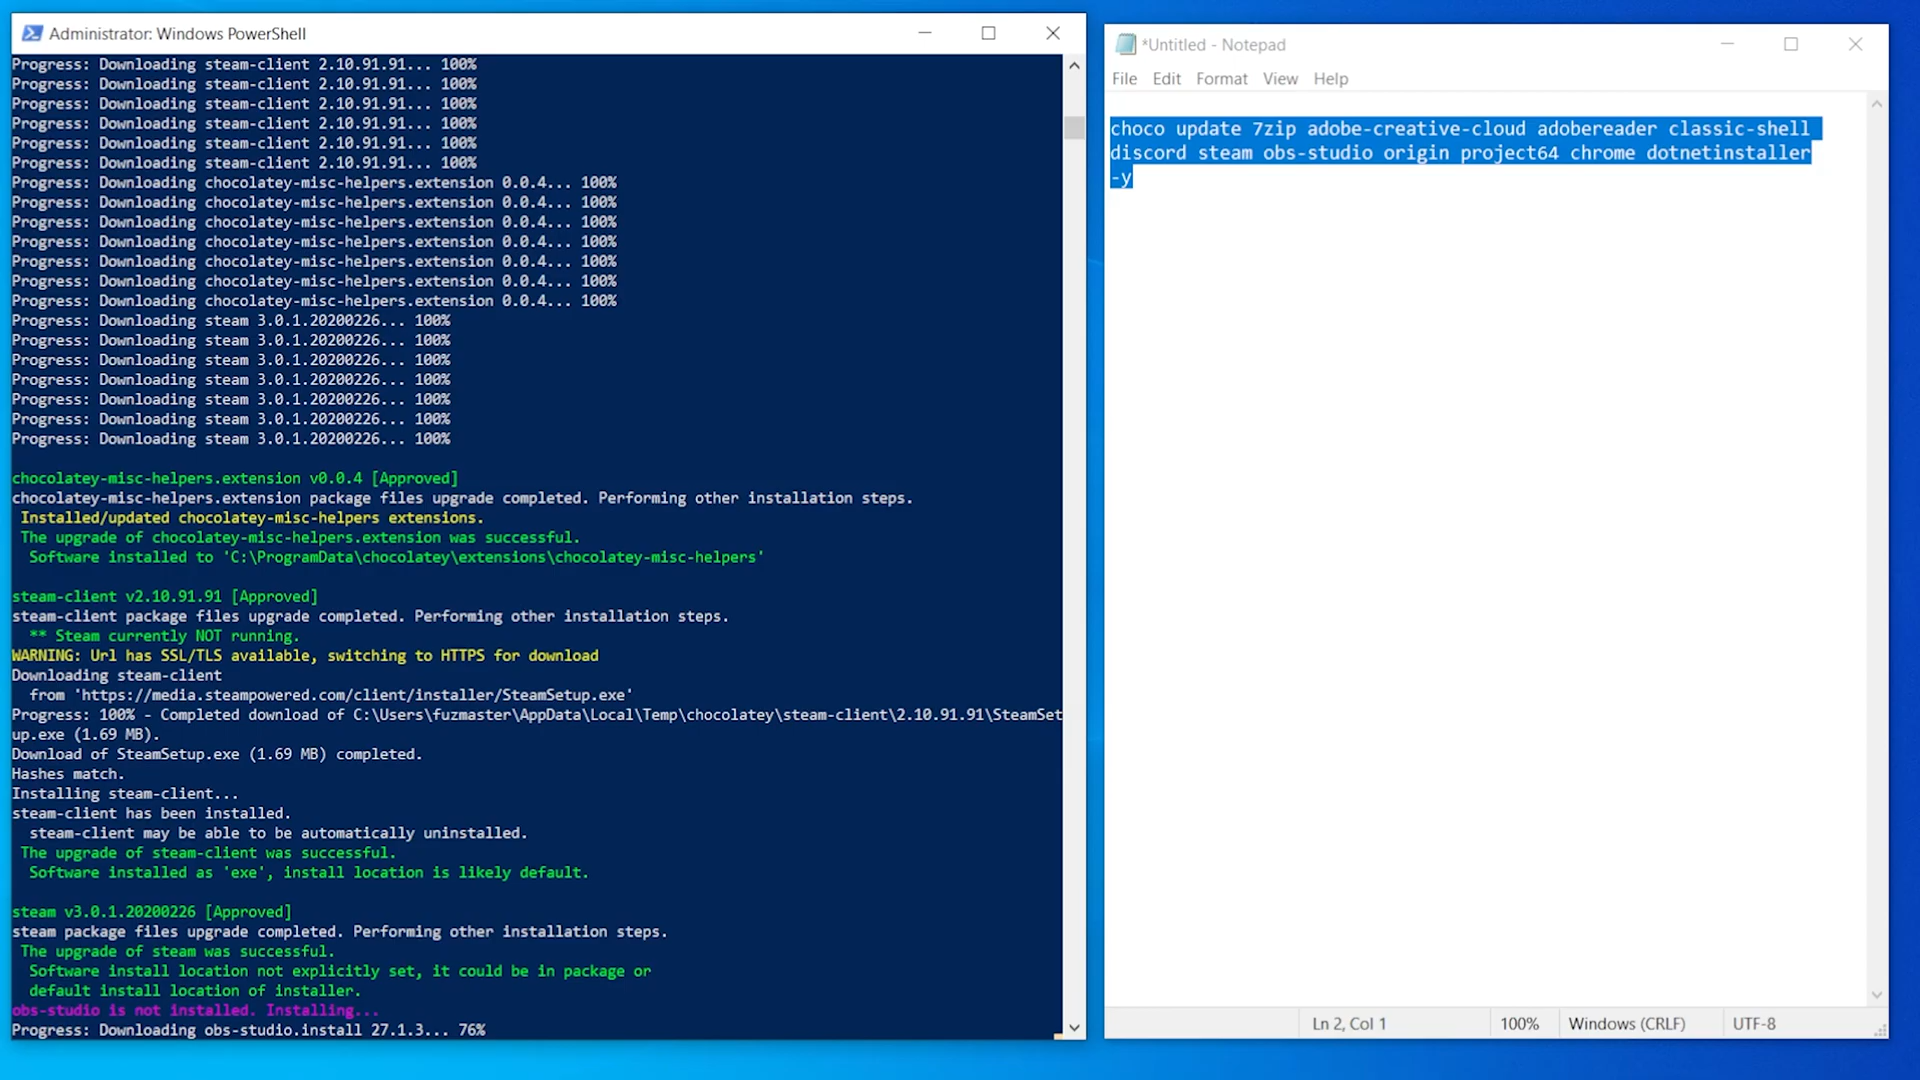 Administrator: Windows PowerShell
Progress: Downloading steam-client 2.10.91.91... 100%
Progress: Downloading steam-client 2.10.91.91... 100%
Progress: Downloading steam-client 2.10.91.91... 100%
Progress: Downloading steam-client 2.10.91.91... 100%
Progress: Downloading steam-client 2.10.91.91... 100%
Progress: Downloading steam-client 2.10.91.91... 100%
Progress: Downloading chocolatey-misc-helpers.extension 0.0.4... 100%
Progress: Downloading chocolatey-misc-helpers.extension 0.0.4... 100%
Progress: Downloading chocolatey-misc-helpers.extension 0.0.4... 100%
Progress: Downloading chocolatey-misc-helpers.extension 0.0.4... 100%
Progress: Downloading chocolatey-misc-helpers.extension 0.0.4... 100%
Progress: Downloading chocolatey-misc-helpers.extension 0.0.4... 100%
Progress: Downloading chocolatey-misc-helpers.extension 0.0.4... 100%
Progress: Downloading steam 3.0.1.20200226... 100%
Progress: Downloading steam 3.0.1.20200226... 100%
Progress: Downloading steam 3.0.1.20200226... 100%
Progress: Downloading steam 3.0.1.20200226... 100%
Progress: Downloading steam 3.0.1.20200226... 100%
Progress: Downloading steam 3.0.1.20200226... 100%
Progress: Downloading steam 3.0.1.20200226... 100%
chocolatey-misc-helpers.extension v0.0.4 [Approved]
chocolatey-misc-helpers.extension package files upgrade completed. Performing other installation steps.
Installed/updated chocolatey-misc-helpers extensions.
The upgrade of chocolatey-misc-helpers.extension was successful.
Software installed to 'C:\ProgramData\chocolatey\extensions\chocolatey-misc-helpers'
steam-client v2.10.91.91 [Approved]
steam-client package files upgrade completed. Performing other installation steps.
** Steam currently NOT running.
WARNING: Url has SSL/TLS available, switching to HTTPS for download
Downloading steam-client
from 'https://media.steampowered.com/client/installer/SteamSetup.exe'
Progress: 100% - Completed download of C:\Users\fuzmaster\AppData\Local\Temp\chocolatey\steam-client\2.10.91.91\SteamSet
up.exe (1.69 MB).
Download of SteamSetup.exe (1.69 MB) completed.
Hashes match.
Installing steam-client...
steam-client has been installed.
steam-client may be able to be automatically uninstalled.
The upgrade of steam-client was successful.
Software installed as 'exe', install location is likely default.
steam v3.0.1.20200226 [Approved]
steam package files upgrade completed. Performing other installation steps.
The upgrade of steam was successful.
Software install location not explicitly set, it could be in package or
default install location of installer.
obs-studio is not installed. Installing...
Progress: Downloading obs-studio.install 27.1.3... 76%
*Untitled - Notepad
File Edit Format View Help
choco update 7zip adobe-creative-cloud adobereader classic-shell
discord steam obs-studio origin project64 chrome dotnetinstaller
-y
Ln 2, Col 1 100% Windows (CRLF) UTF-8